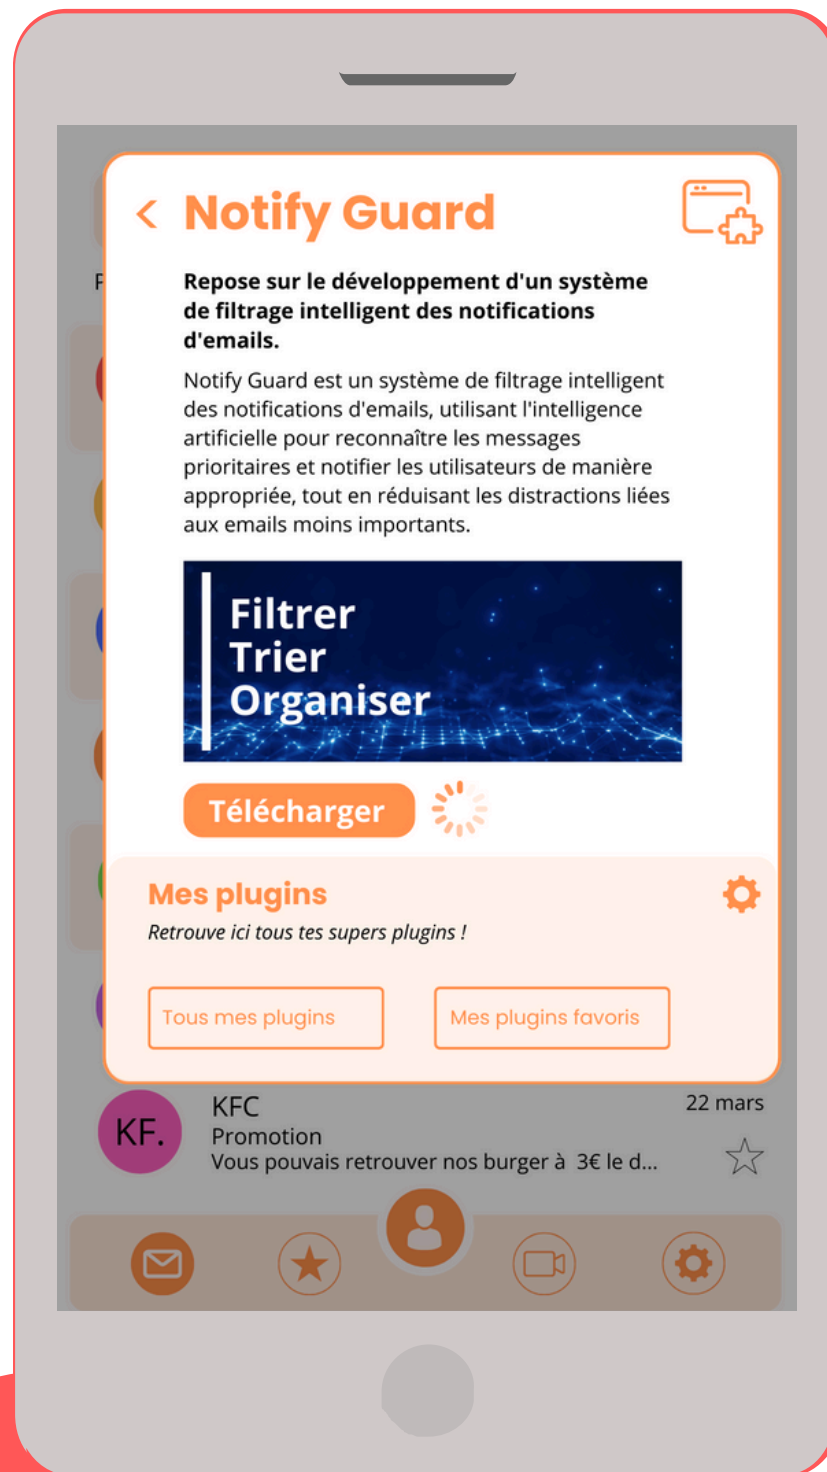 < Notify Guard
Repose sur le développement d'un système
de filtrage intelligent des notifications
d'emails.
Notify Guard est un système de filtrage intelligent
des notifications d'emails, utilisant l'intelligence
artificielle pour reconnaître les messages
prioritaires et notifier les utilisateurs de manière
appropriée, tout en réduisant les distractions liées
aux emails moins importants.
Filtrer
Trier
Organiser
Télécharger
Mes plugins
Retrouve ici tous tes supers plugins !
Tous mes plugins
Mes plugins favoris
KF.
KFC
22 mars
Promotion
Vous pouvais retrouver nos burger à 3€ le d...